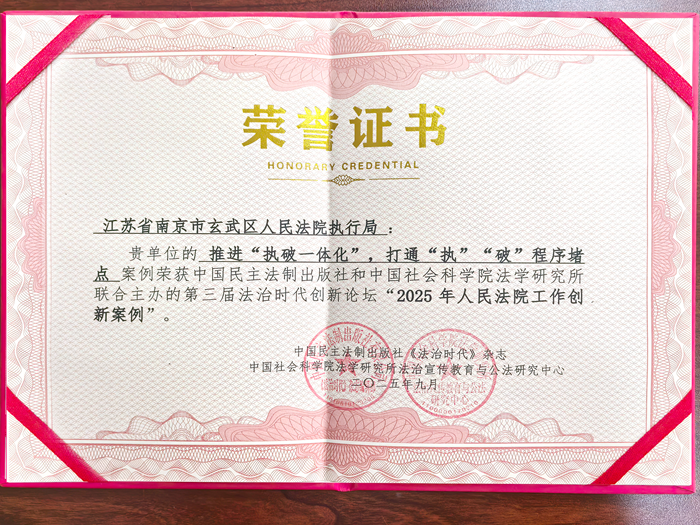 荣誉证书
HONORARY CREDENTIAL
江苏省南京市玄武区人民法院执行局：
贵单位的 推进“执破一体化”，打通“执”“破”程序堵
点 案例荣获中国民主法制出版社和中国社会科学院法学研究所
联合主办的第三届法治时代创新论坛“2025年人民法院工作创
新案例”。
中国民主法制出版社《法治时代》杂志
中国社会科学院法学研究所法治宣传教育与公法研究中心
二〇二五年九月